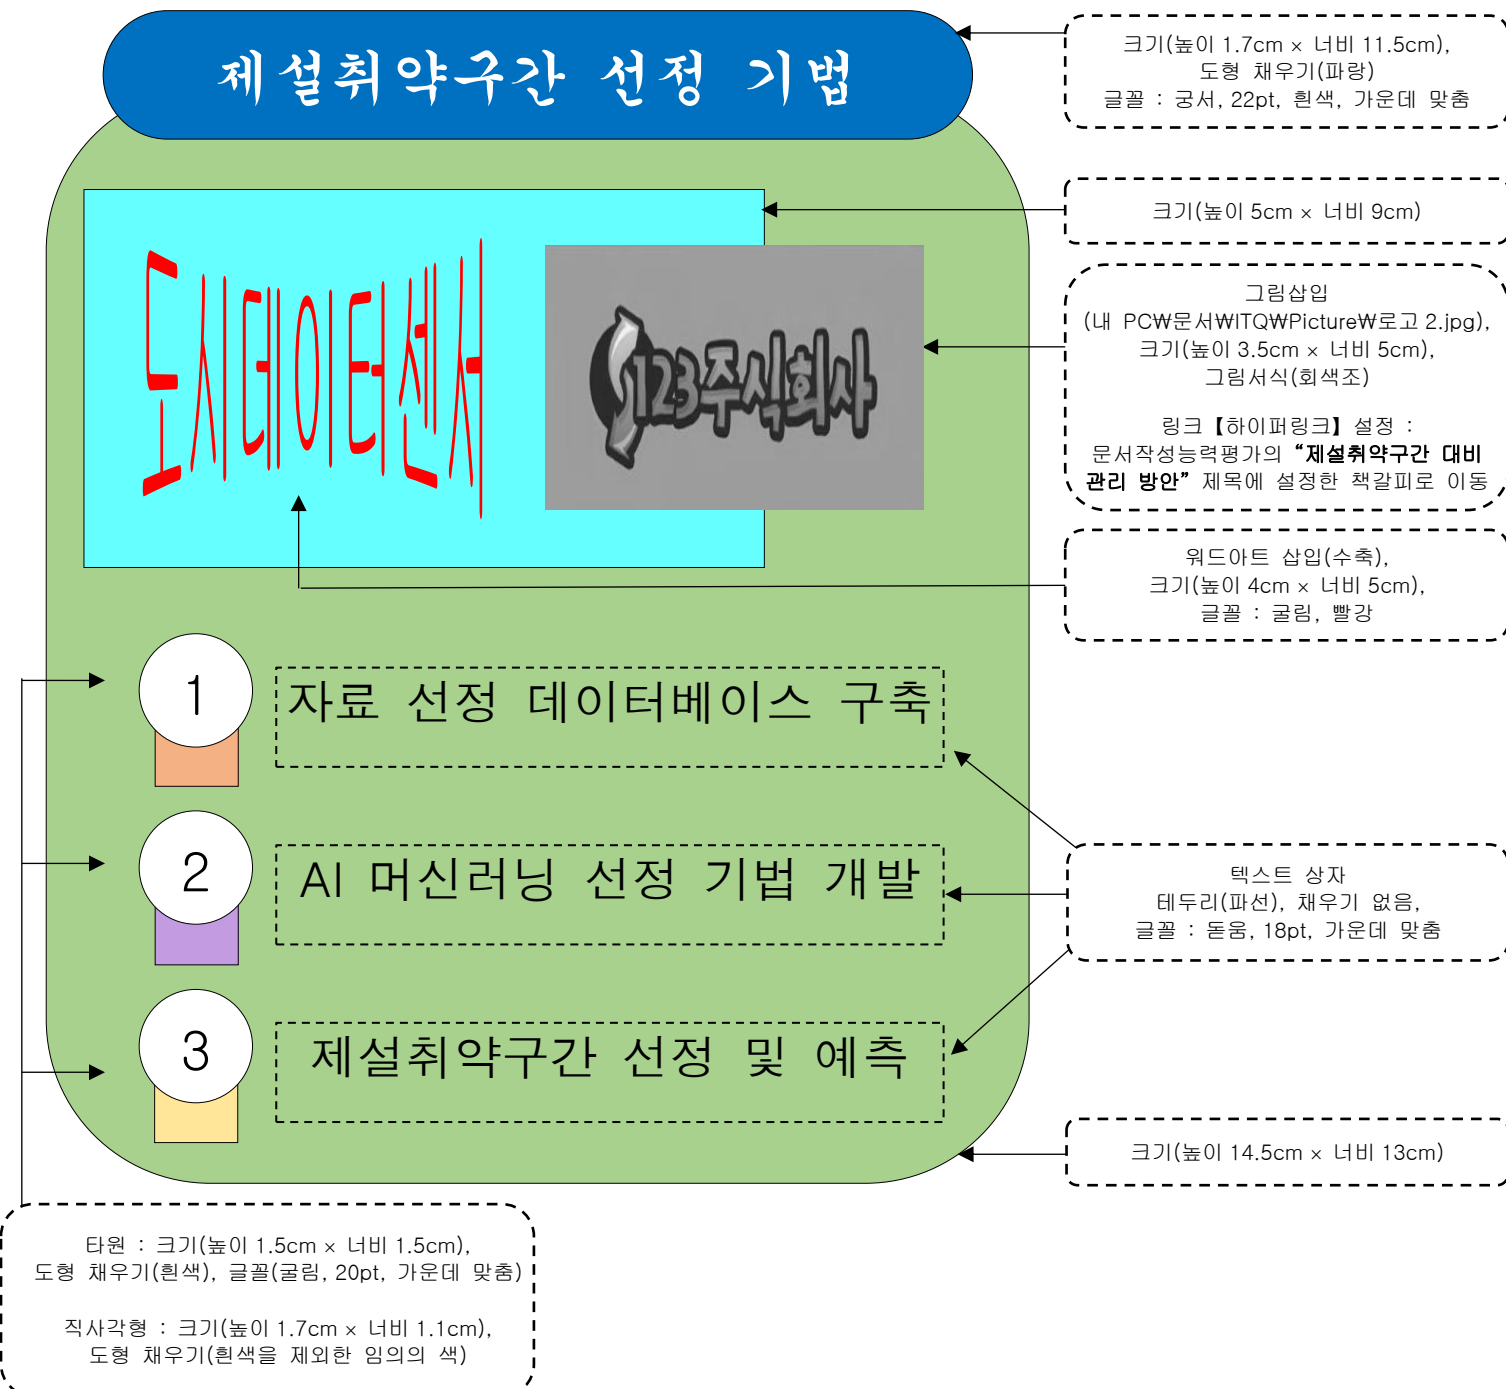 제설취약구간 선정 기법
크기(높이 1.7cm × 너비 11.5cm),
도형 채우기(파랑)
글꼴 : 궁서, 22pt, 흰색, 가운데 맞춤
크기(높이 5cm × 너비 9cm)
도시데이터센서
123주식회사
그림삽입
(내 PC₩문서₩ITQ₩Picture₩로고 2.jpg),
크기(높이 3.5cm × 너비 5cm),
그림서식(회색조)
링크【하이퍼링크】설정 :
문서작성능력평가의 “제설취약구간 대비
관리 방안” 제목에 설정한 책갈피로 이동
워드아트 삽입(수축),
크기(높이 4cm × 너비 5cm),
글꼴 : 굴림, 빨강
1
자료 선정 데이터베이스 구축
2
AI 머신러닝 선정 기법 개발
텍스트 상자
테두리(파선), 채우기 없음,
글꼴 : 돋움, 18pt, 가운데 맞춤
3
제설취약구간 선정 및 예측
크기(높이 14.5cm × 너비 13cm)
타원 : 크기(높이 1.5cm × 너비 1.5cm),
도형 채우기(흰색), 글꼴(굴림, 20pt, 가운데 맞춤)
직사각형 : 크기(높이 1.7cm × 너비 1.1cm),
도형 채우기(흰색을 제외한 임의의 색)